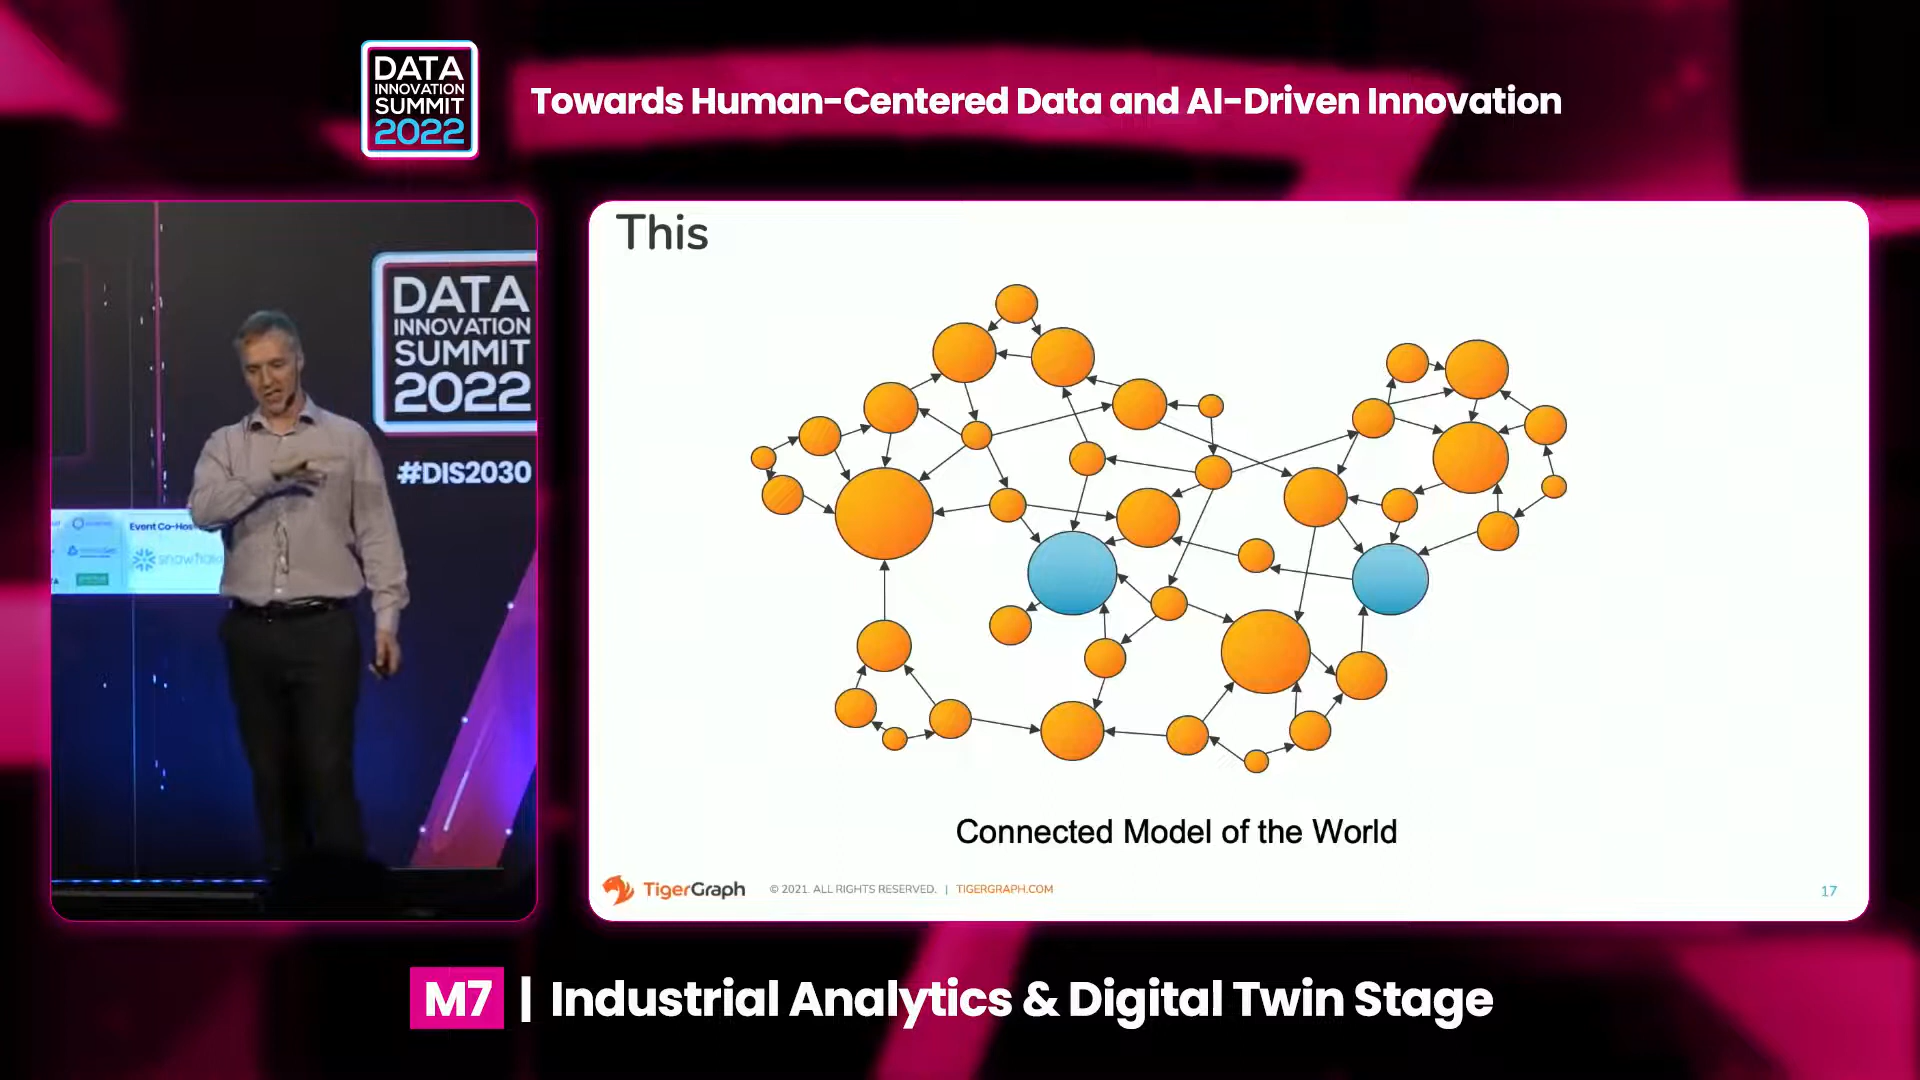 DATA
INNOVATION
SUMMIT
2022
Towards Human-Centered Data and AI-Driven Innovation
DATA
INNOVATION
SUMMIT
2022
#DIS2030
Event Co-Hos
snowflake
This
Connected Model of the World
TigerGraph
© 2021. ALL RIGHTS RESERVED. | TIGERGRAPH.COM
17
M7 | Industrial Analytics & Digital Twin Stage